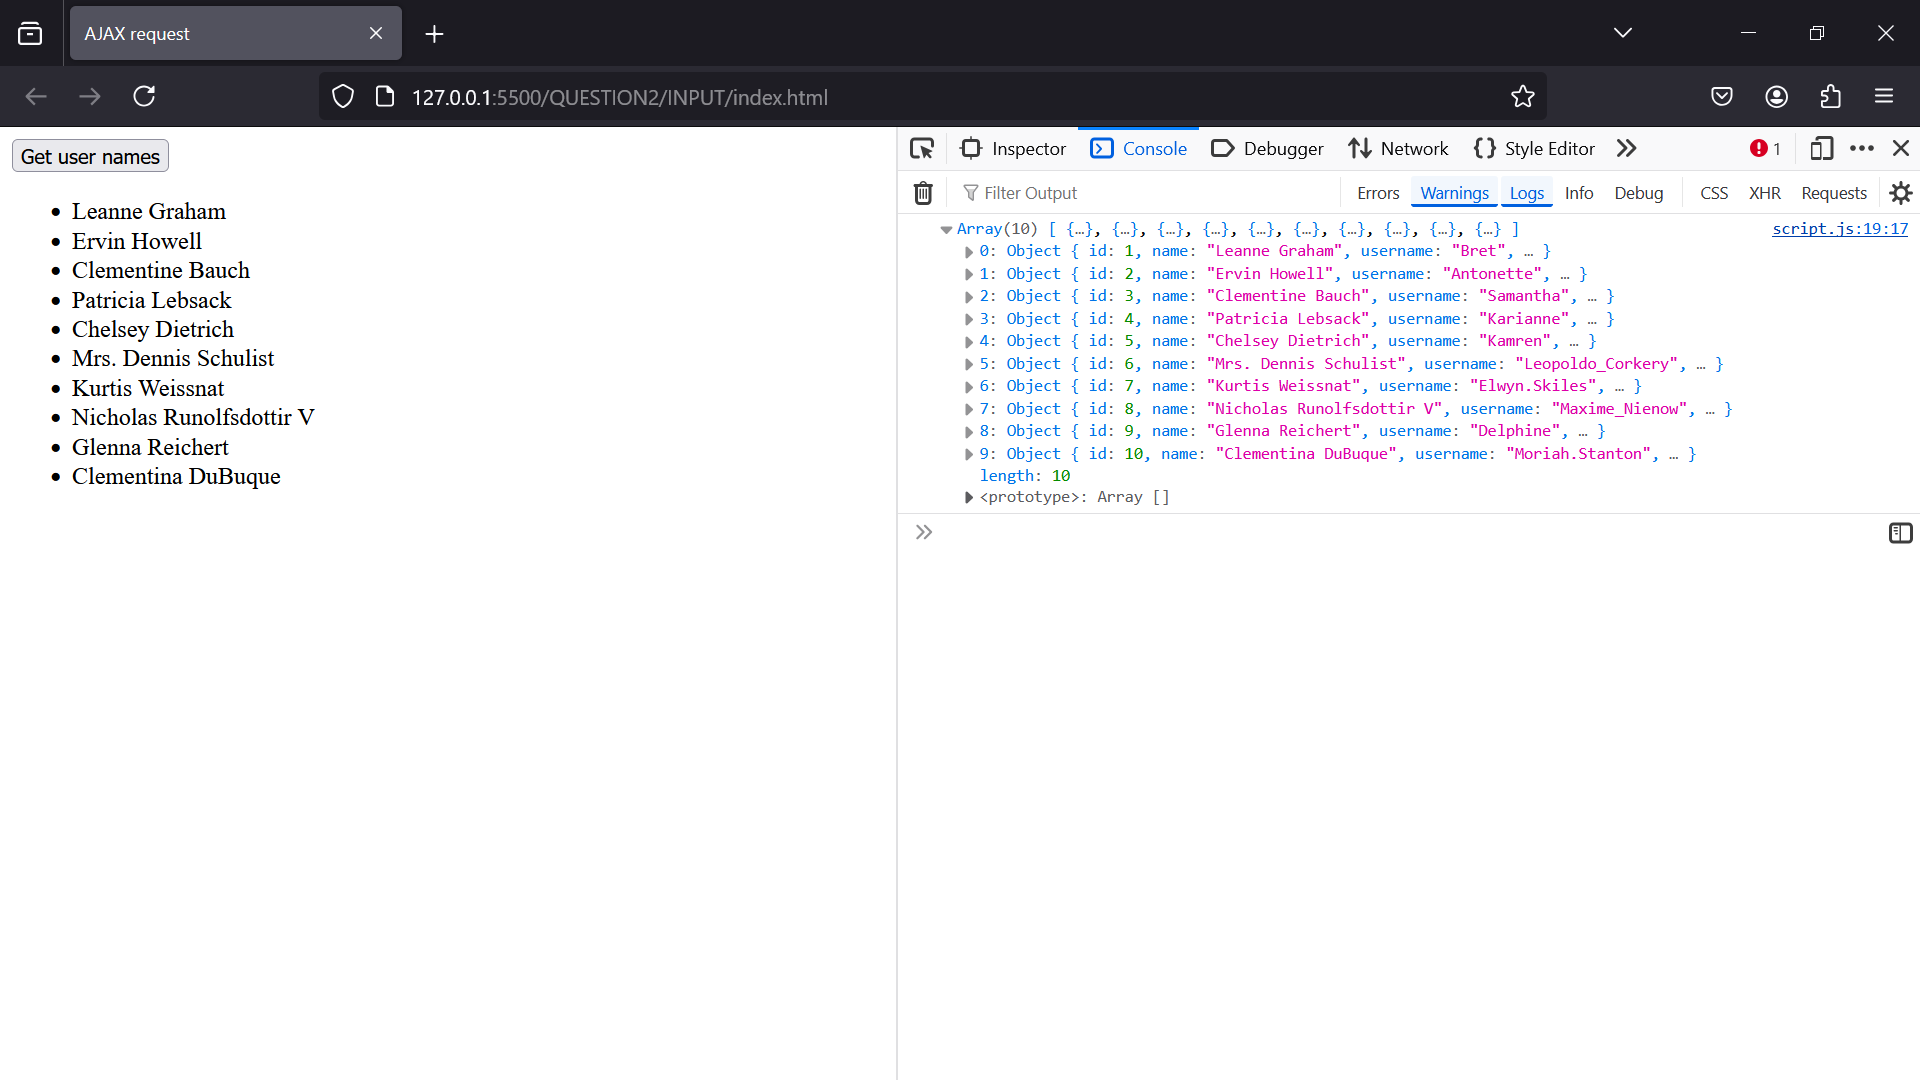 AJAX request
127.0.0.1:5500/QUESTION2/INPUT/index.html
Get user names
Leanne Graham
Ervin Howell
Clementine Bauch
Patricia Lebsack
Chelsey Dietrich
Mrs. Dennis Schulist
Kurtis Weissnat
Nicholas Runolfsdottir V
Glenna Reichert
Clementina DuBuque
Inspector Console Debugger Network Style Editor 1
Filter Output Errors Warnings Logs Info Debug CSS XHR Requests
Array(10) [ {…}, {…}, {…}, {…}, {…}, {…}, {…}, {…}, {…}, {…} ] script.js:19:17
0: Object { id: 1, name: "Leanne Graham", username: "Bret", … }
1: Object { id: 2, name: "Ervin Howell", username: "Antonette", … }
2: Object { id: 3, name: "Clementine Bauch", username: "Samantha", … }
3: Object { id: 4, name: "Patricia Lebsack", username: "Karianne", … }
4: Object { id: 5, name: "Chelsey Dietrich", username: "Kamren", … }
5: Object { id: 6, name: "Mrs. Dennis Schulist", username: "Leopoldo_Corkery", … }
6: Object { id: 7, name: "Kurtis Weissnat", username: "Elwyn.Skiles", … }
7: Object { id: 8, name: "Nicholas Runolfsdottir V", username: "Maxime_Nienow", … }
8: Object { id: 9, name: "Glenna Reichert", username: "Delphine", … }
9: Object { id: 10, name: "Clementina DuBuque", username: "Moriah.Stanton", … }
length: 10
<prototype>: Array []